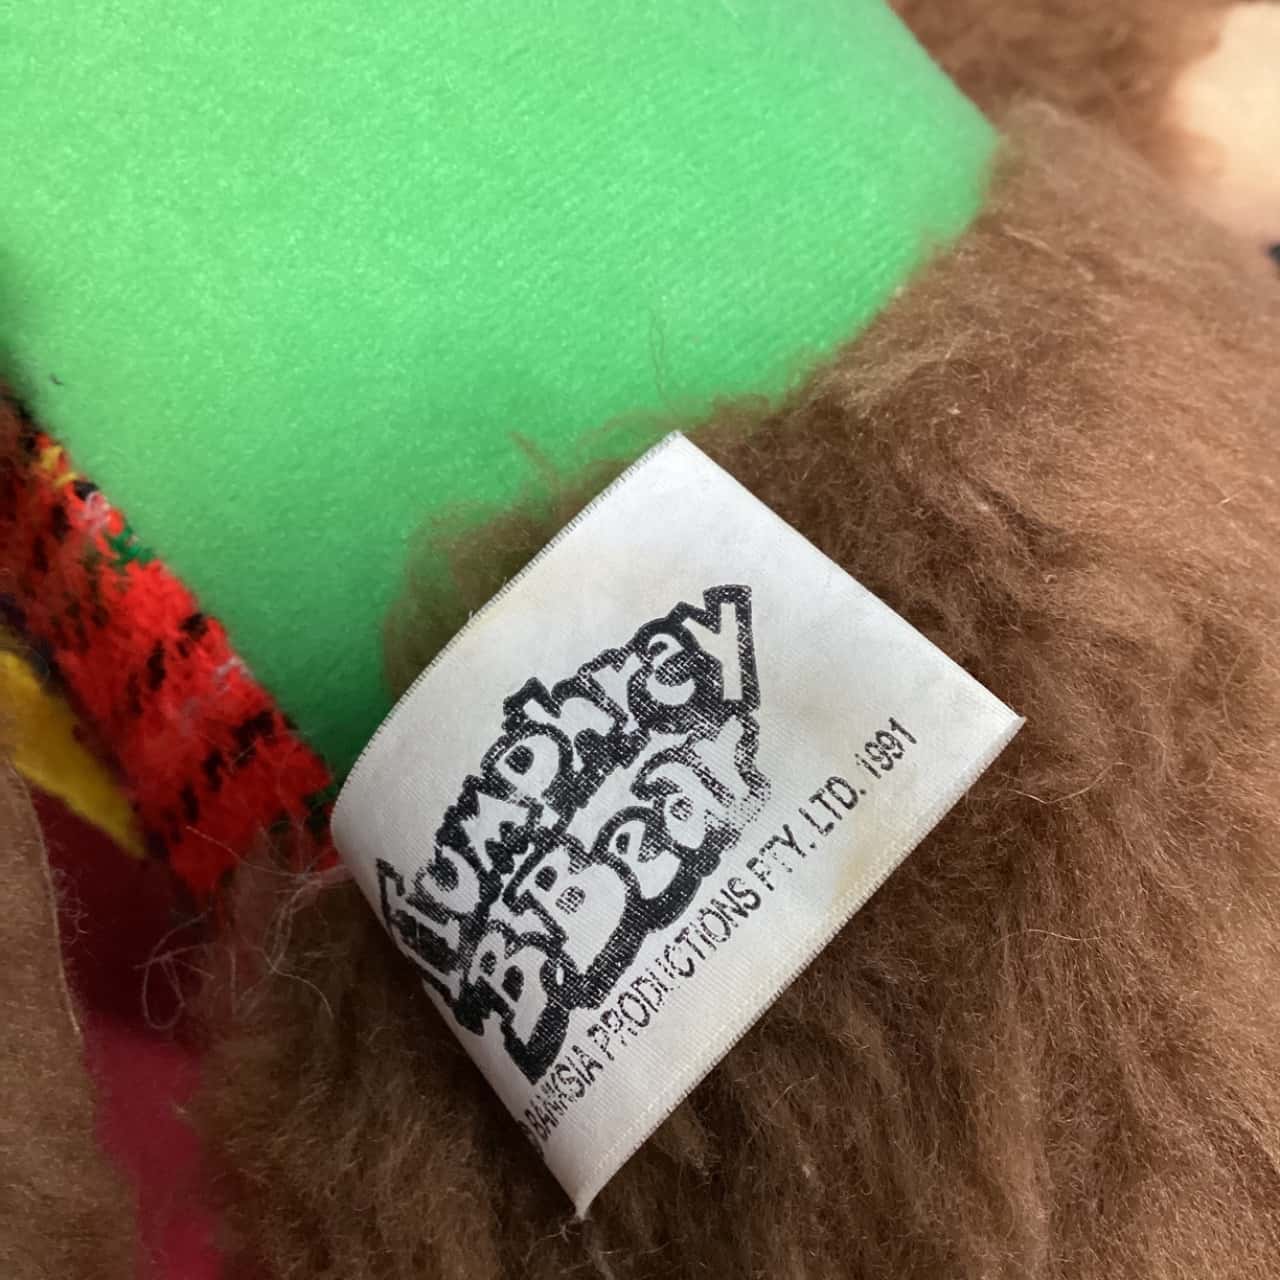 Humphrey
B Bear
© BANKSIA PRODUCTIONS PTY. LTD. 1991